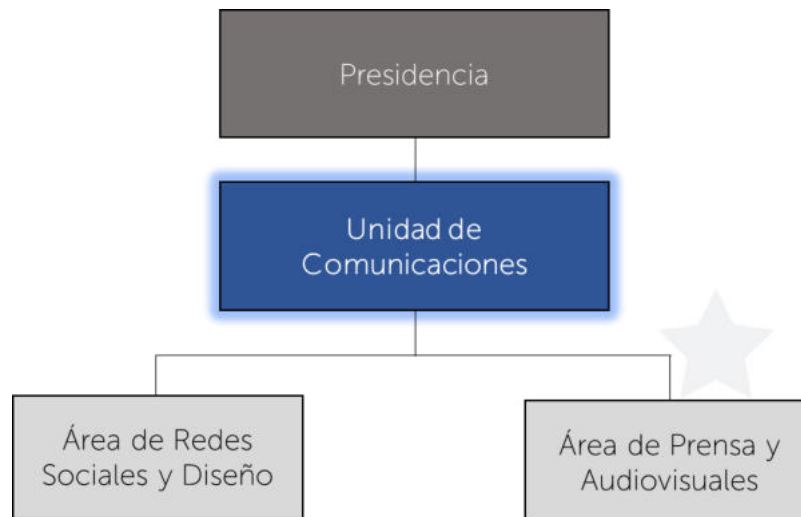 Presidencia
Unidad de
Comunicaciones
Área de Redes
Sociales y Diseño
Área de Prensa y
Audiovisuales